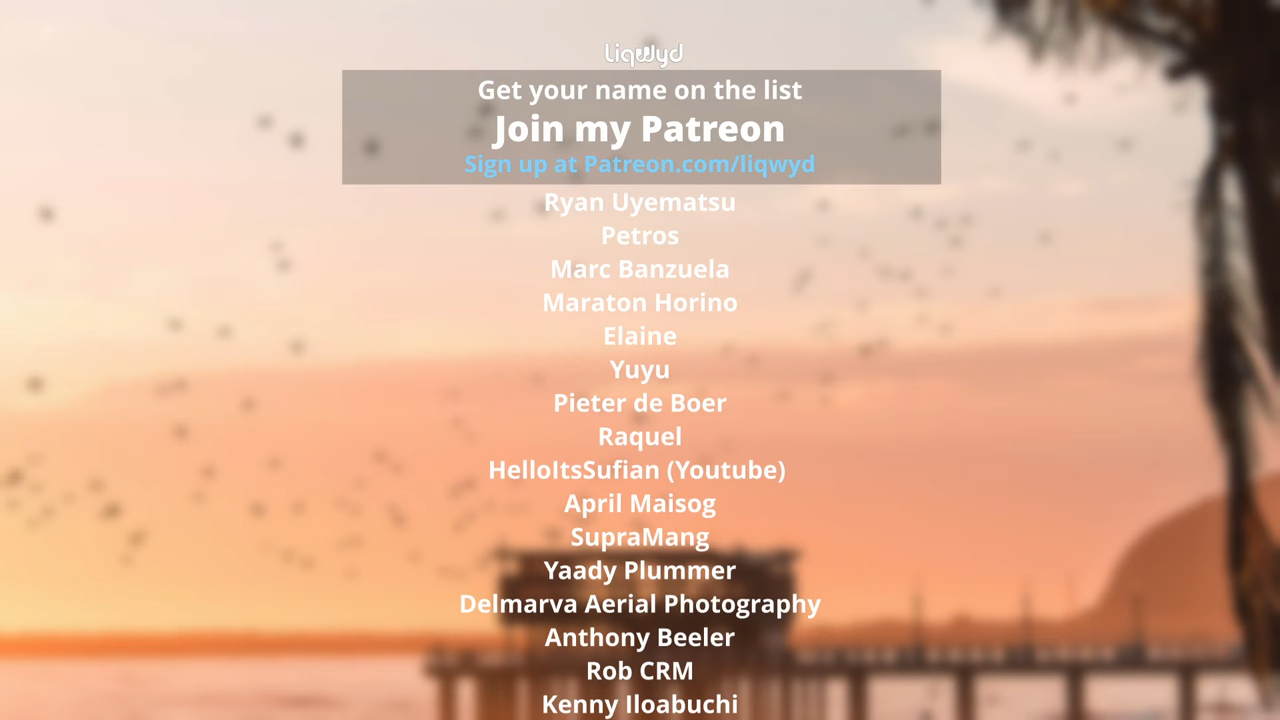 liqwyd
Get your name on the list
Join my Patreon
Sign up at Patreon.com/liqwyd
Ryan Uyematsu
Petros
Marc Banzuela
Maraton Horino
Elaine
Yuyu
Pieter de Boer
Raquel
HelloItsSufian (Youtube)
April Maisog
SupraMang
Yaady Plummer
Delmarva Aerial Photography
Anthony Beeler
Rob CRM
Kenny Iloabuchi